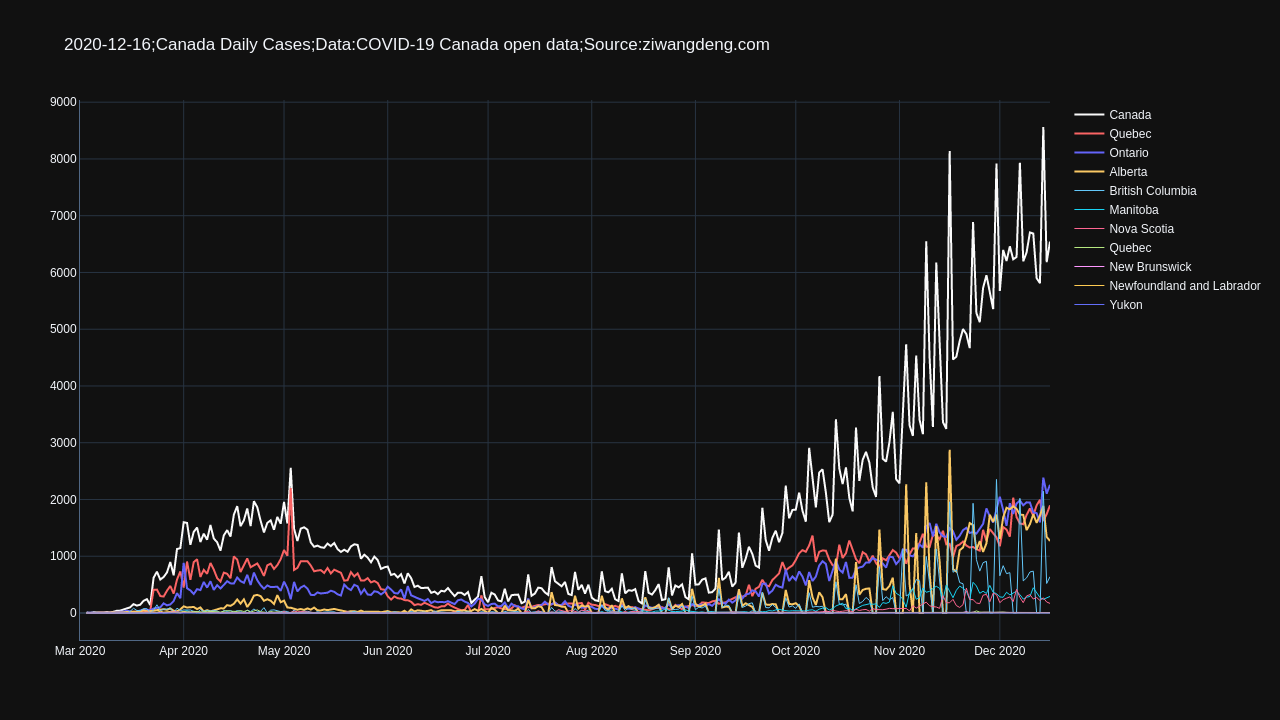 2020-12-16;Canada Daily Cases;Data:COVID-19 Canada open data;Source:ziwangdeng.com
9000
8000
7000
6000
5000
4000
3000
2000
1000
0
Mar 2020 Apr 2020 May 2020 Jun 2020 Jul 2020 Aug 2020 Sep 2020 Oct 2020 Nov 2020 Dec 2020
Canada
Quebec
Ontario
Alberta
British Columbia
Manitoba
Nova Scotia
Quebec
New Brunswick
Newfoundland and Labrador
Yukon